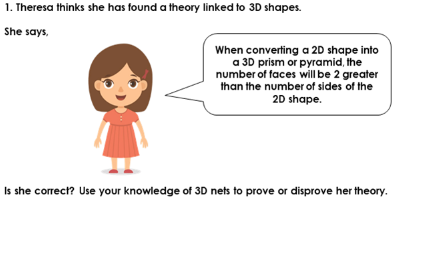 1. Theresa thinks she has found a theory linked to 3D shapes.
She says,
When converting a 2D shape into
a 3D prism or pyramid, the
number of faces will be 2 greater
than the number of sides of the
2D shape.
Is she correct? Use your knowledge of 3D nets to prove or disprove her theory.